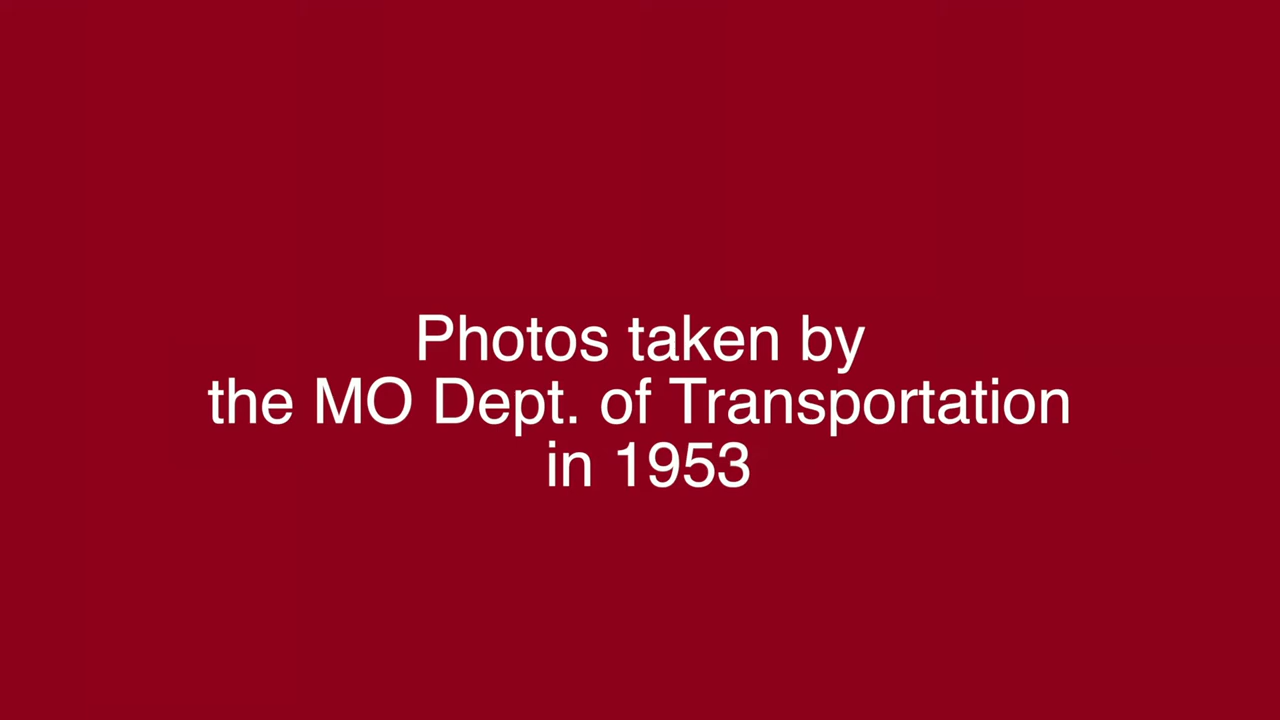 Photos taken by
the MO Dept. of Transportation
in 1953